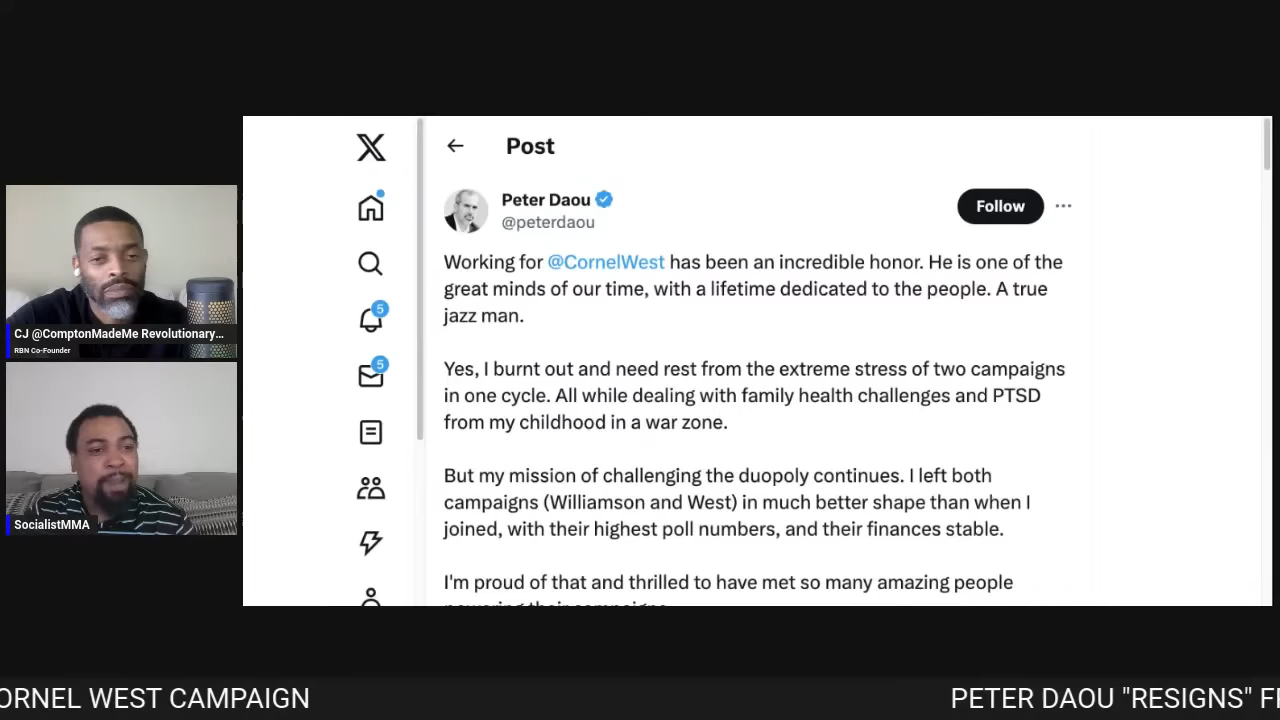 Post
Peter Daou
@peterdaou
Follow
Working for @CornelWest has been an incredible honor. He is one of the
great minds of our time, with a lifetime dedicated to the people. A true
jazz man.
Yes, I burnt out and need rest from the extreme stress of two campaigns
in one cycle. All while dealing with family health challenges and PTSD
from my childhood in a war zone.
But my mission of challenging the duopoly continues. I left both
campaigns (Williamson and West) in much better shape than when I
joined, with their highest poll numbers, and their finances stable.
I'm proud of that and thrilled to have met so many amazing people
powering their campaigns
5
5
CJ @ComptonMadeMe Revolutionary...
RBN Co-Founder
SocialistMMA
ORNEL WEST CAMPAIGN
PETER DAOU "RESIGNS" F